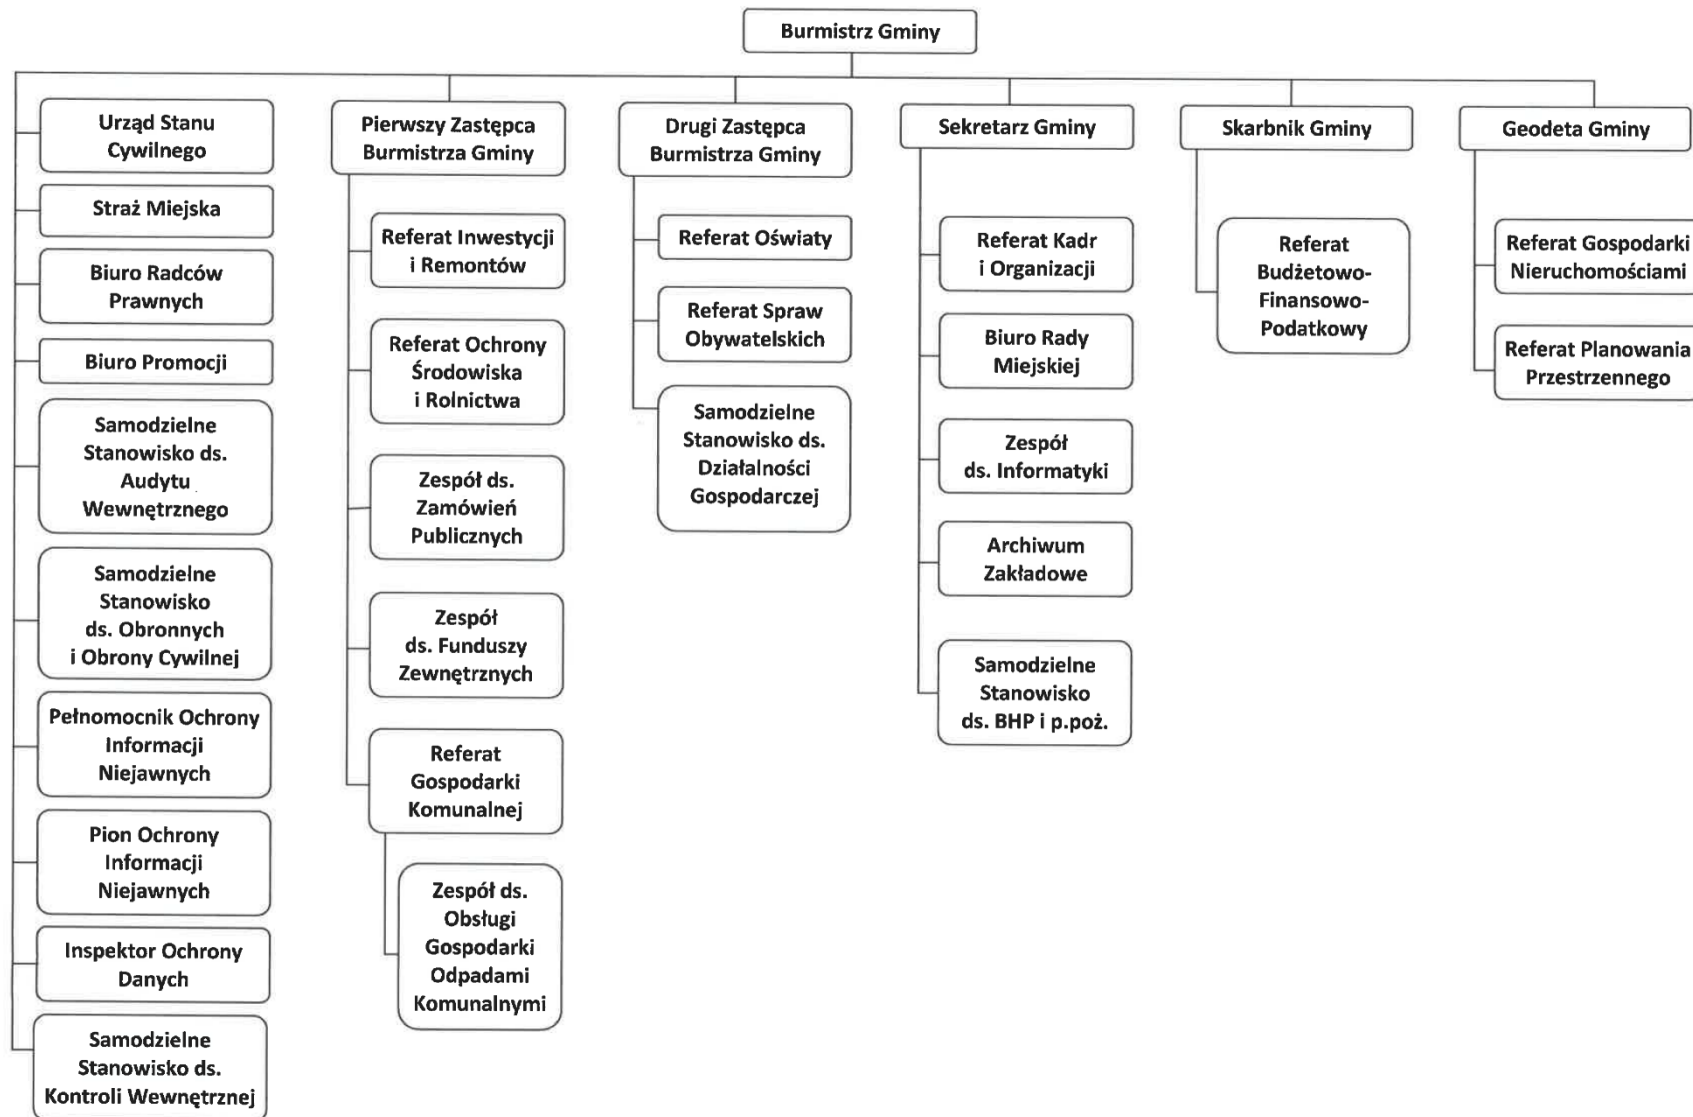 Burmistrz Gminy
Urząd Stanu
Cywilnego
Straż Miejska
Biuro Radców
Prawnych
Biuro Promocji
Samodzielne
Stanowisko ds.
Audytu
Wewnętrznego
Samodzielne
Stanowisko
ds. Obronnych
i Obrony Cywilnej
Pełnomocnik Ochrony
Informacji
Niejawnych
Pion Ochrony
Informacji
Niejawnych
Inspektor Ochrony
Danych
Samodzielne
Stanowisko ds.
Kontroli Wewnętrznej
Pierwszy Zastępca
Burmistrza Gminy
Referat Inwestycji
i Remontów
Referat Ochrony
Środowiska
i Rolnictwa
Zespół ds.
Zamówień
Publicznych
Zespół
ds. Funduszy
Zewnętrznych
Referat
Gospodarki
Komunalnej
Zespół ds.
Obsługi
Gospodarki
Odpadami
Komunalnymi
Drugi Zastępca
Burmistrza Gminy
Referat Oświaty
Referat Spraw
Obywatelskich
Samodzielne
Stanowisko ds.
Działalności
Gospodarczej
Sekretarz Gminy
Referat Kadr
i Organizacji
Biuro Rady
Miejskiej
Zespół
ds. Informatyki
Archiwum
Zakładowe
Samodzielne
Stanowisko
ds. BHP i p.poż.
Skarbnik Gminy
Referat
Budżetowo-
Finansowo-
Podatkowy
Geodeta Gminy
Referat Gospodarki
Nieruchomościami
Referat Planowania
Przestrzennego